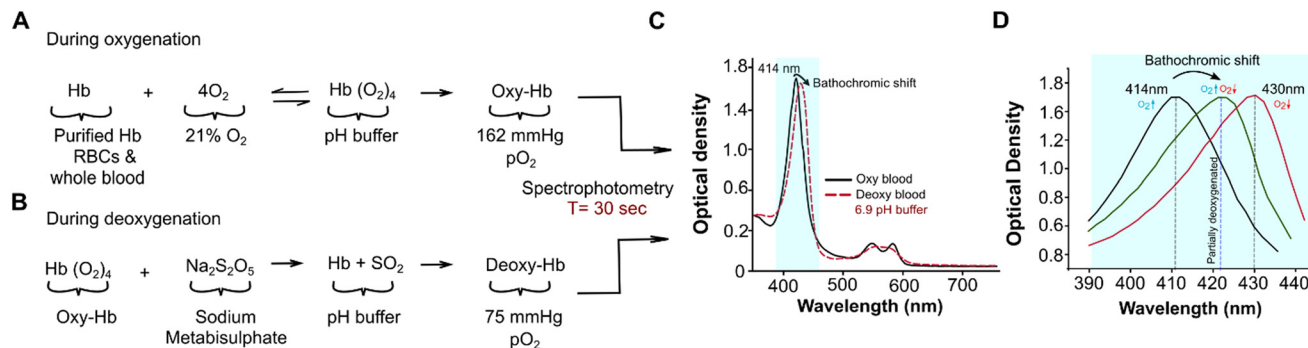 A
During oxygenation
Hb + 4O₂ ⇌ Hb (O₂)₄ → Oxy-Hb
Purified Hb 21% O₂ pH buffer 162 mmHg
RBCs & pO₂
whole blood
B
During deoxygenation
Hb (O₂)₄ + Na₂S₂O₅ → Hb + SO₂ → Deoxy-Hb
Oxy-Hb Sodium pH buffer 75 mmHg
Metabisulphate pO₂
Spectrophotometry
T= 30 sec
C
Optical density
1.8
1.4
1.0
0.6
0.2
0
414 nm
Bathochromic shift
Oxy blood
Deoxy blood
6.9 pH buffer
400 500 600 700
Wavelength (nm)
D
Bathochromic shift
414nm O₂↑ O₂↓ 430nm
O₂↑ O₂↓
Optical Density
1.8
1.6
1.2
1.0
0.6
0.8
Partially deoxygenated
390 400 410 420 430 440
Wavelength (nm)